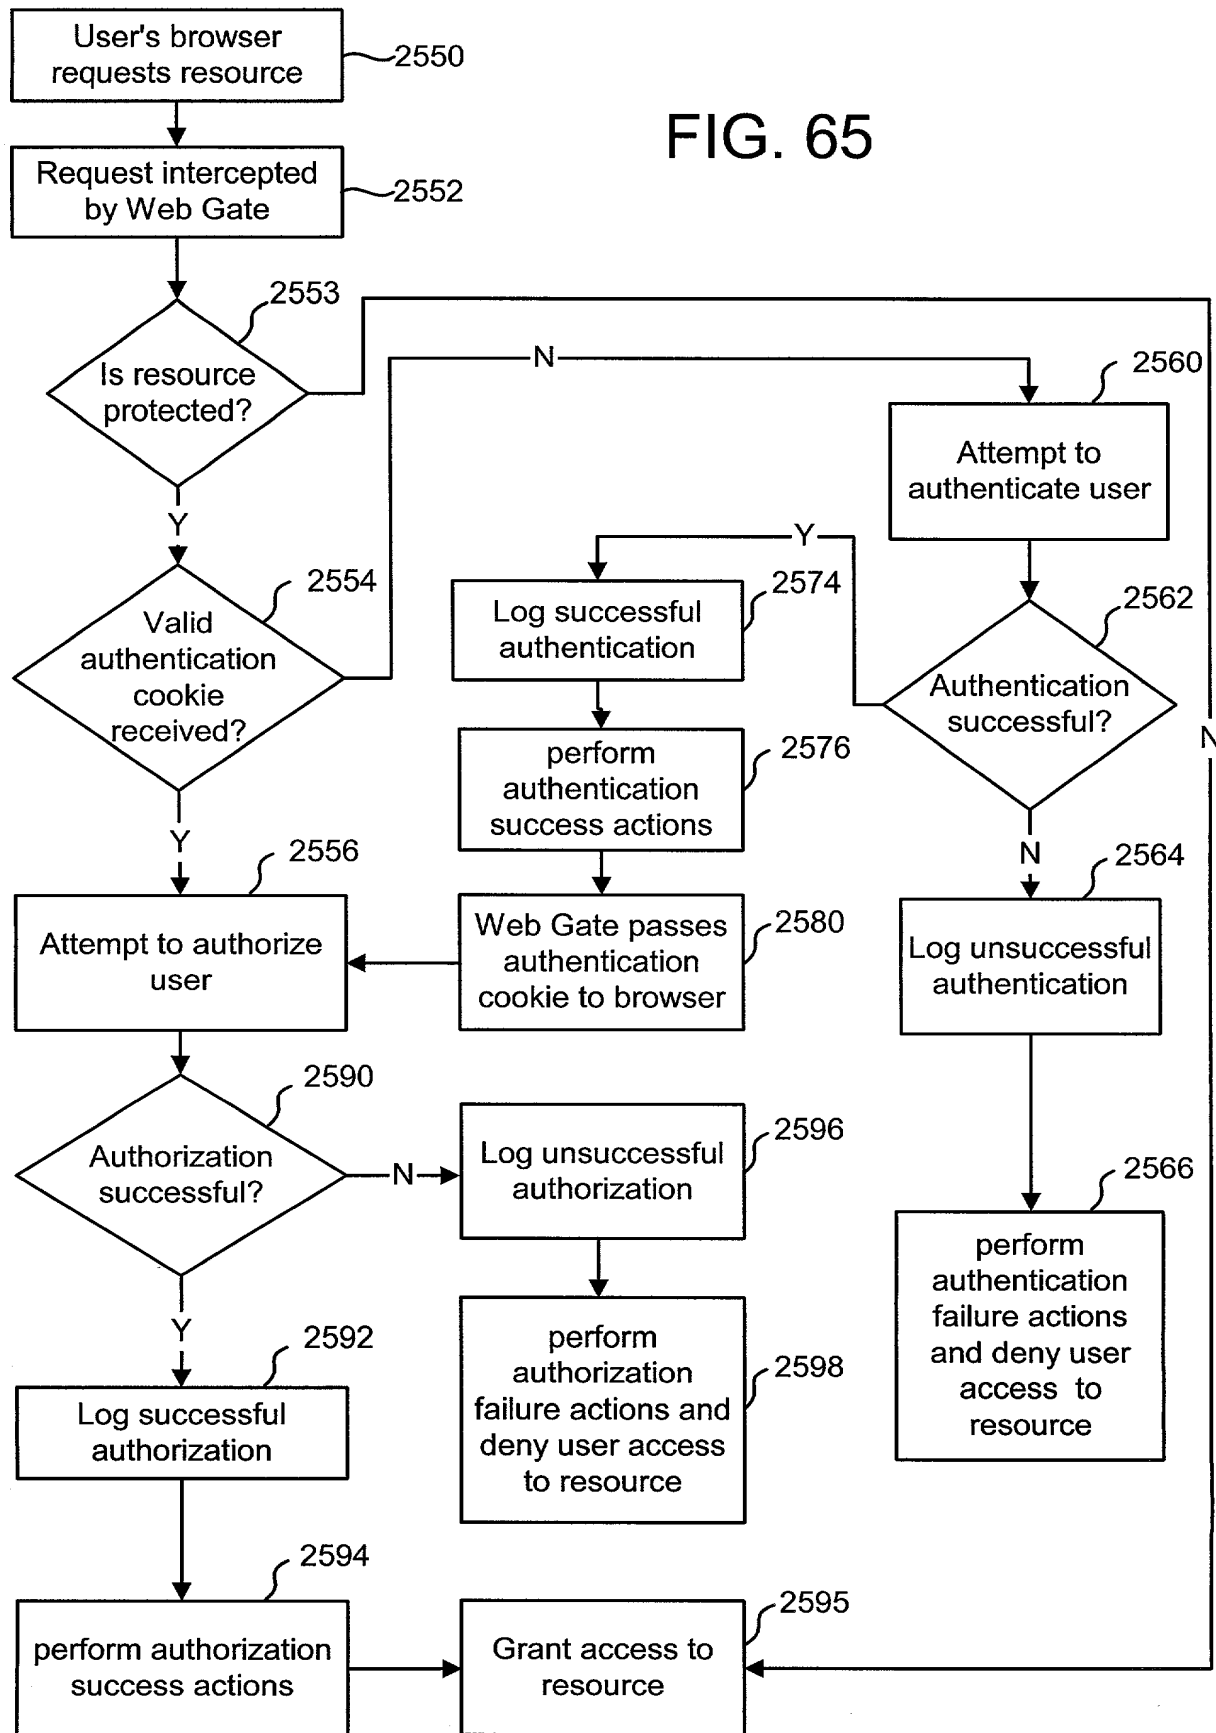 User's browser
requests resource
2550
FIG. 65
Request intercepted
by Web Gate
2552
2553
Is resource
protected?
N
2560
Attempt to
authenticate user
Y
Y
2554
Valid
authentication
cookie
received?
2574
Log successful
authentication
2562
Authentication
successful?
N
2576
perform
authentication
success actions
Y
N
2556
Attempt to authorize
user
2580
Web Gate passes
authentication
cookie to browser
2564
Log unsuccessful
authentication
2590
Authorization
successful?
N
2596
Log unsuccessful
authorization
2566
perform
authentication
failure actions
and deny user
access to
resource
Y
2592
Log successful
authorization
2598
perform
authorization
failure actions and
deny user access
to resource
2594
perform authorization
success actions
2595
Grant access to
resource